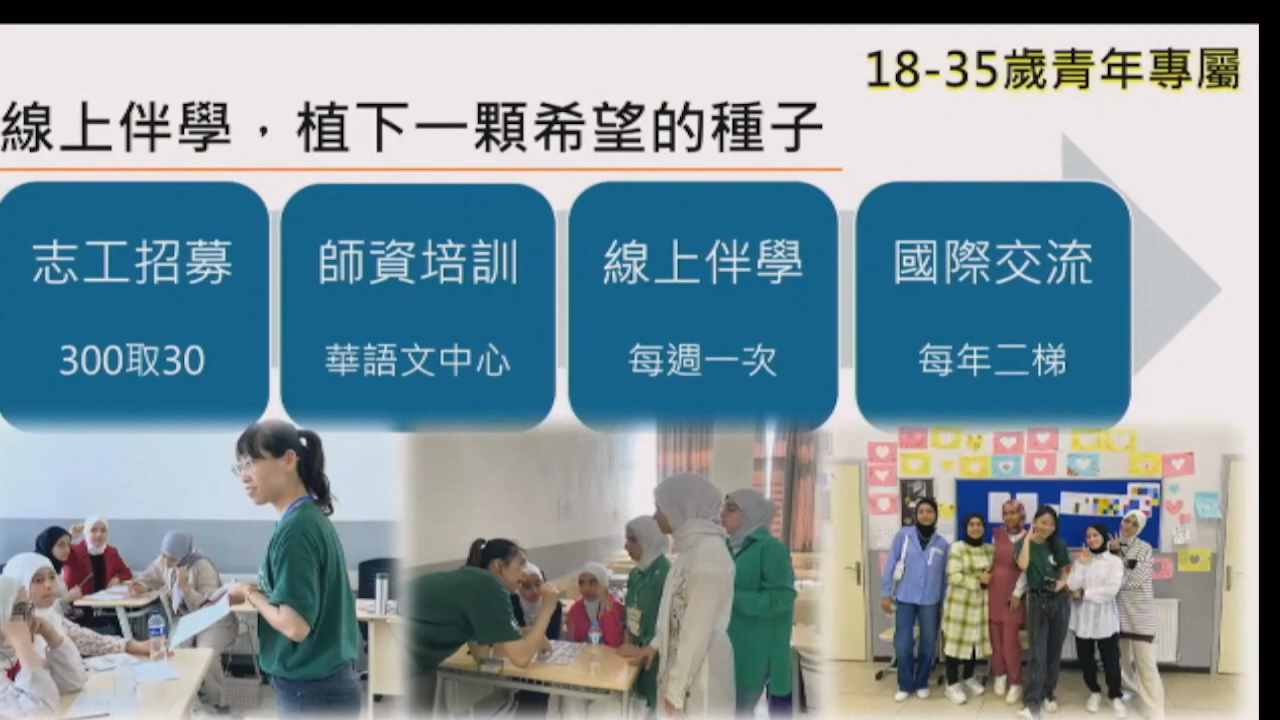 18-35歲青年專屬
線上伴學，植下一顆希望的種子
志工招募
300取30
師資培訓
華語文中心
線上伴學
每週一次
國際交流
每年二梯